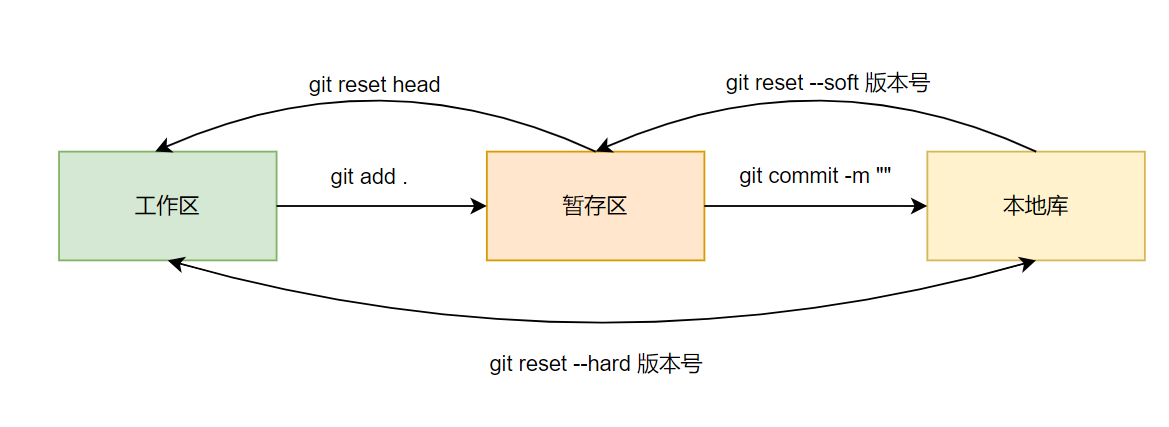 git reset head
git reset --soft 版本号
git add .
git commit -m ""
工作区
暂存区
本地库
git reset --hard 版本号